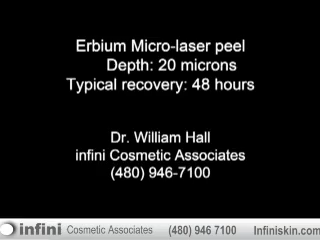 Erbium Micro-laser peel
Depth: 20 microns
Typical recovery: 48 hours
Dr. William Hall
infini Cosmetic Associates
(480) 946-7100
infini Cosmetic Associates (480) 946 7100 Infiniskin.com